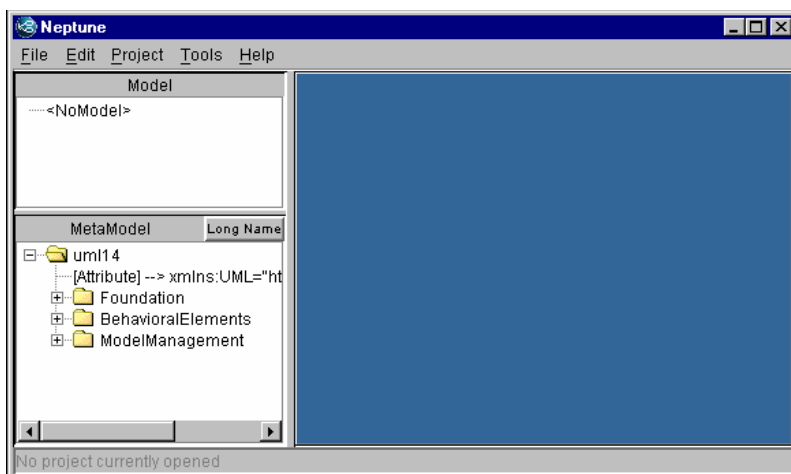 Neptune
File Edit Project Tools Help
Model
<NoModel>
MetaModel Long Name
uml14
[Attribute] --> xmlns:UML="ht
Foundation
BehavioralElements
ModelManagement
No project currently opened